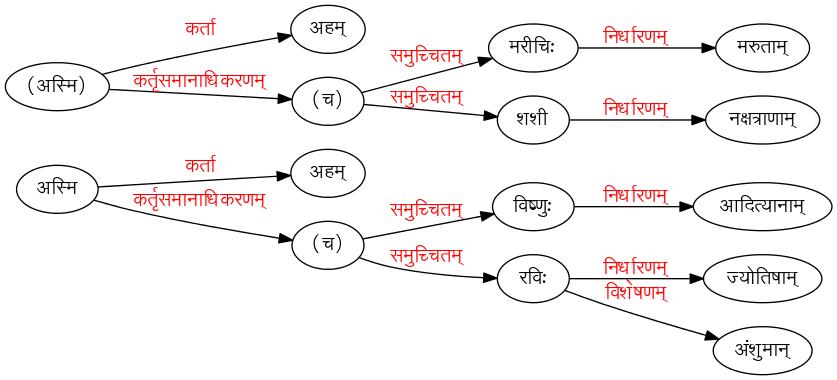 कर्ता
अहम्
(अस्मि)
कर्तृसमानाधिकरणम्
(च)
समुच्चितम्
मरीचिः
निर्धारणम्
मरुताम्
समुच्चितम्
शशी
निर्धारणम्
नक्षत्राणाम्
अस्मि
कर्ता
अहम्
कर्तृसमानाधिकरणम्
(च)
समुच्चितम्
विष्णुः
निर्धारणम्
आदित्यानाम्
समुच्चितम्
रविः
निर्धारणम्
ज्योतिषाम्
विशेषणम्
अंशुमान्